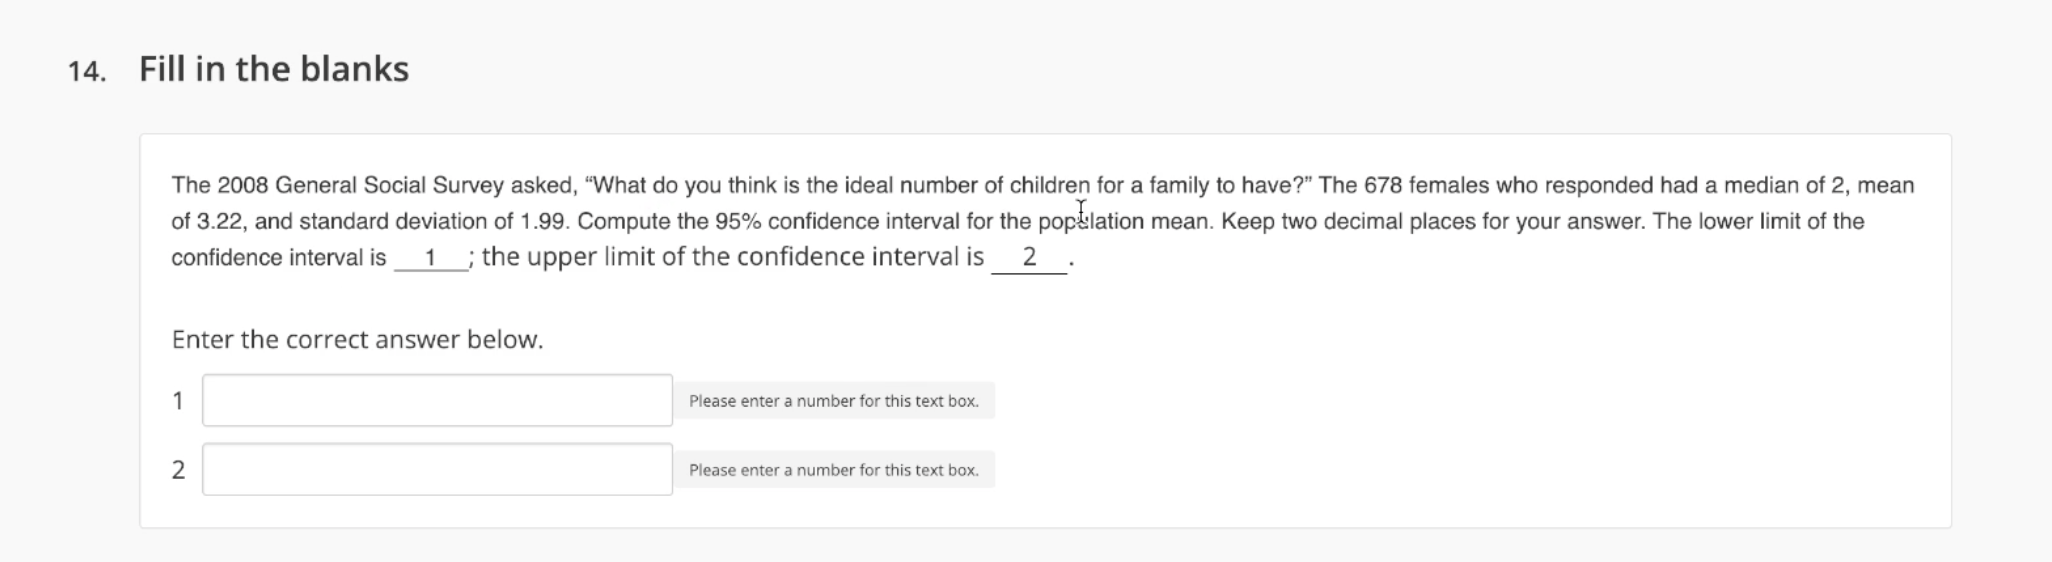 14. Fill in the blanks
The 2008 General Social Survey asked, “What do you think is the ideal number of children for a family to have?” The 678 females who responded had a median of 2, mean
of 3.22, and standard deviation of 1.99. Compute the 95% confidence interval for the population mean. Keep two decimal places for your answer. The lower limit of the
confidence interval is 1 ; the upper limit of the confidence interval is 2 .
Enter the correct answer below.
1 Please enter a number for this text box.
2 Please enter a number for this text box.